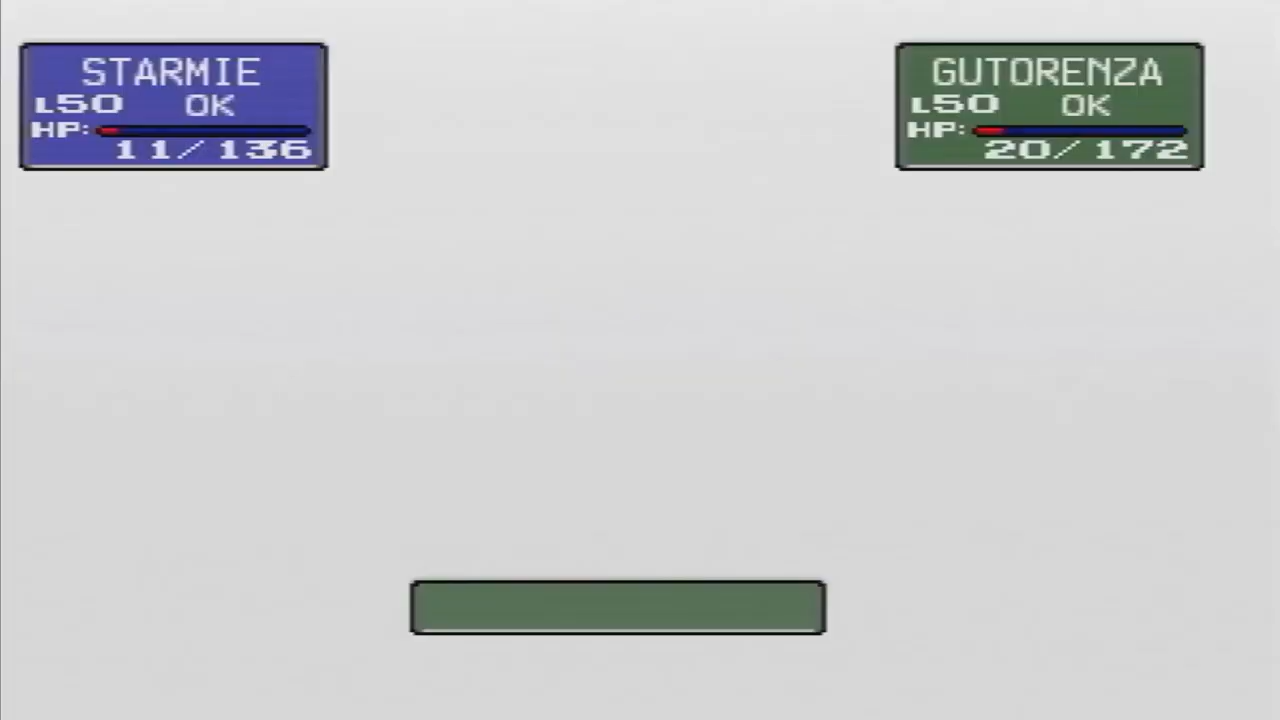 STARMIE
L50 OK
HP:
11/136
GUTORENZA
L50 OK
HP:
20/172